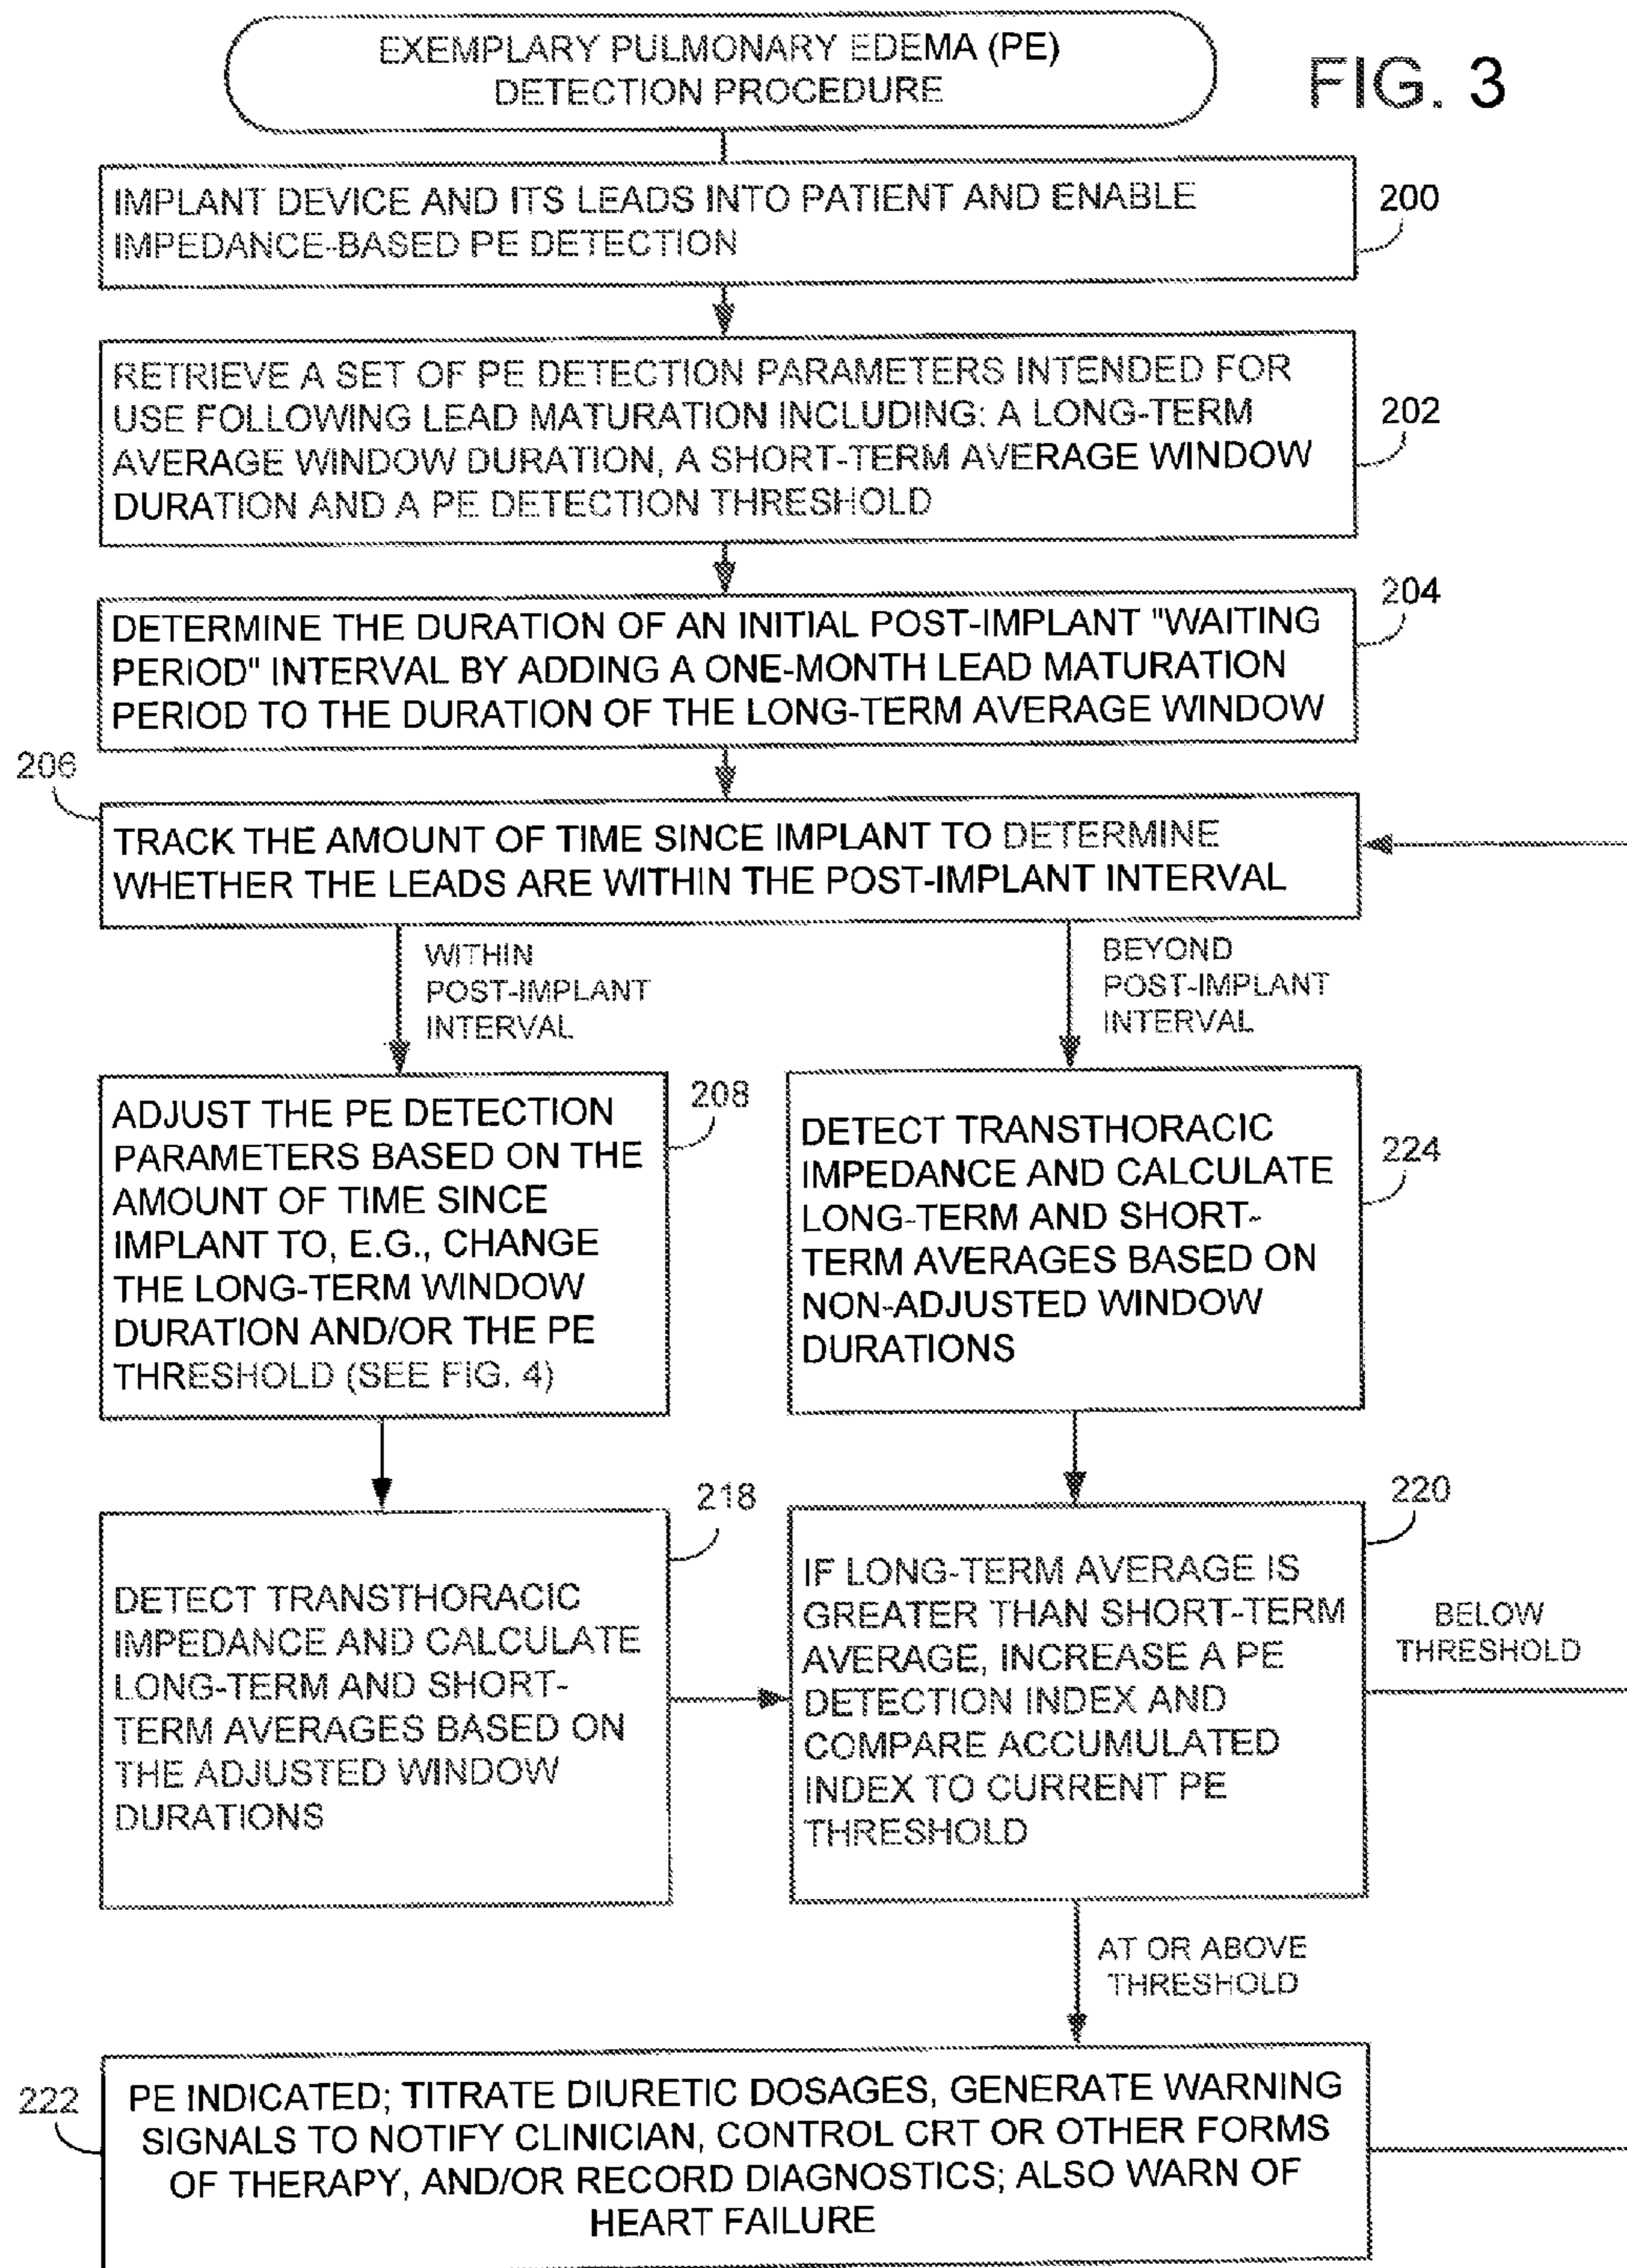 EXEMPLARY PULMONARY EDEMA (PE)
DETECTION PROCEDURE
FIG. 3
IMPLANT DEVICE AND ITS LEADS INTO PATIENT AND ENABLE
IMPEDANCE-BASED PE DETECTION
200
RETRIEVE A SET OF PE DETECTION PARAMETERS INTENDED FOR
USE FOLLOWING LEAD MATURATION INCLUDING: A LONG-TERM
AVERAGE WINDOW DURATION, A SHORT-TERM AVERAGE WINDOW
DURATION AND A PE DETECTION THRESHOLD
202
DETERMINE THE DURATION OF AN INITIAL POST-IMPLANT "WAITING
PERIOD" INTERVAL BY ADDING A ONE-MONTH LEAD MATURATION
PERIOD TO THE DURATION OF THE LONG-TERM AVERAGE WINDOW
204
206
TRACK THE AMOUNT OF TIME SINCE IMPLANT TO DETERMINE
WHETHER THE LEADS ARE WITHIN THE POST-IMPLANT INTERVAL
WITHIN
POST-IMPLANT
INTERVAL
BEYOND
POST-IMPLANT
INTERVAL
ADJUST THE PE DETECTION
PARAMETERS BASED ON THE
AMOUNT OF TIME SINCE
IMPLANT TO, E.G., CHANGE
THE LONG-TERM WINDOW
DURATION AND/OR THE PE
THRESHOLD (SEE FIG. 4)
208
DETECT TRANSTHORACIC
IMPEDANCE AND CALCULATE
LONG-TERM AND SHORT-
TERM AVERAGES BASED ON
NON-ADJUSTED WINDOW
DURATIONS
224
DETECT TRANSTHORACIC
IMPEDANCE AND CALCULATE
LONG-TERM AND SHORT-
TERM AVERAGES BASED ON
THE ADJUSTED WINDOW
DURATIONS
218
IF LONG-TERM AVERAGE IS
GREATER THAN SHORT-TERM
AVERAGE, INCREASE A PE
DETECTION INDEX AND
COMPARE ACCUMULATED
INDEX TO CURRENT PE
THRESHOLD
220
BELOW
THRESHOLD
AT OR ABOVE
THRESHOLD
222
PE INDICATED; TITRATE DIURETIC DOSAGES, GENERATE WARNING
SIGNALS TO NOTIFY CLINICIAN, CONTROL CRT OR OTHER FORMS
OF THERAPY, AND/OR RECORD DIAGNOSTICS; ALSO WARN OF
HEART FAILURE